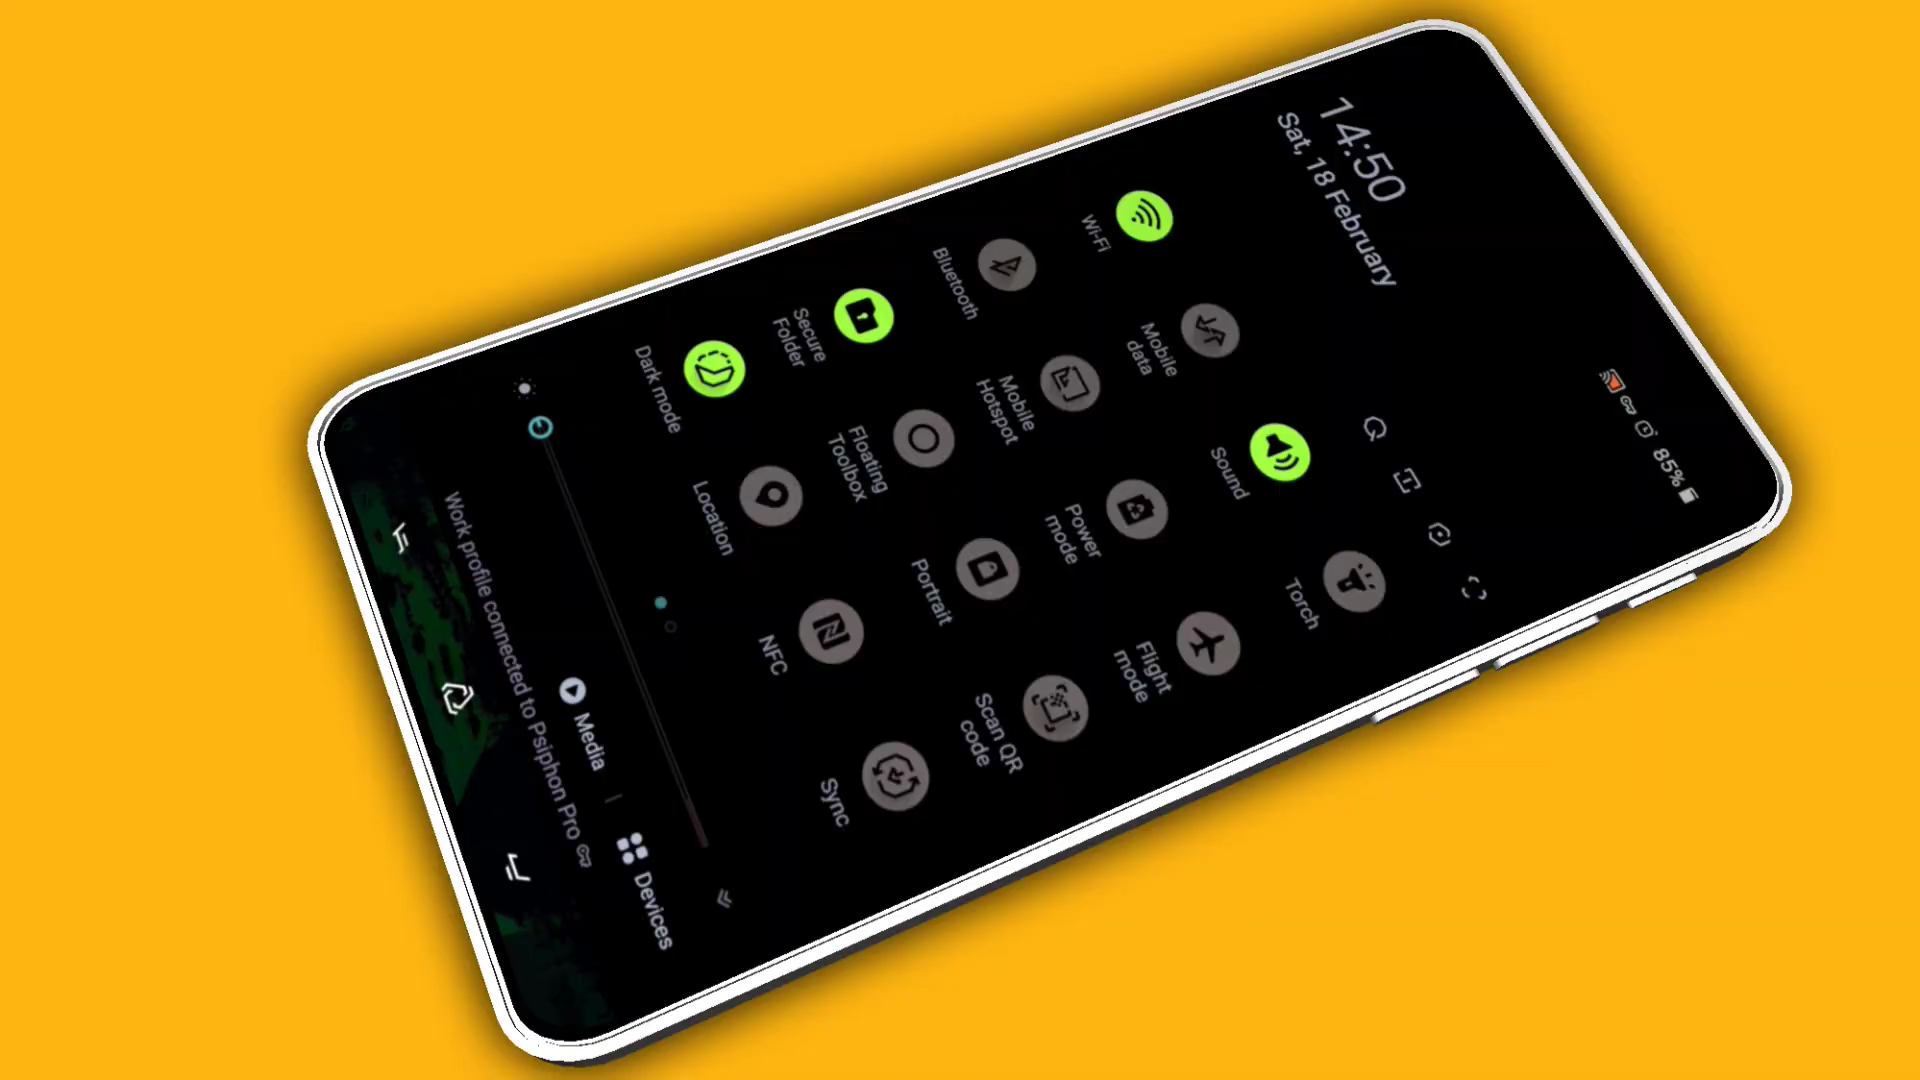 85%
14:50
Sat, 18 February
Wi-Fi
Mobile
data
Sound
Torch
Bluetooth
Mobile
Hotspot
Power
mode
Flight
mode
Secure
Folder
Floating
Toolbox
Portrait
Scan QR
code
Dark mode
Location
NFC
Sync
Media
Devices
Work profile connected to Psiphon Pro